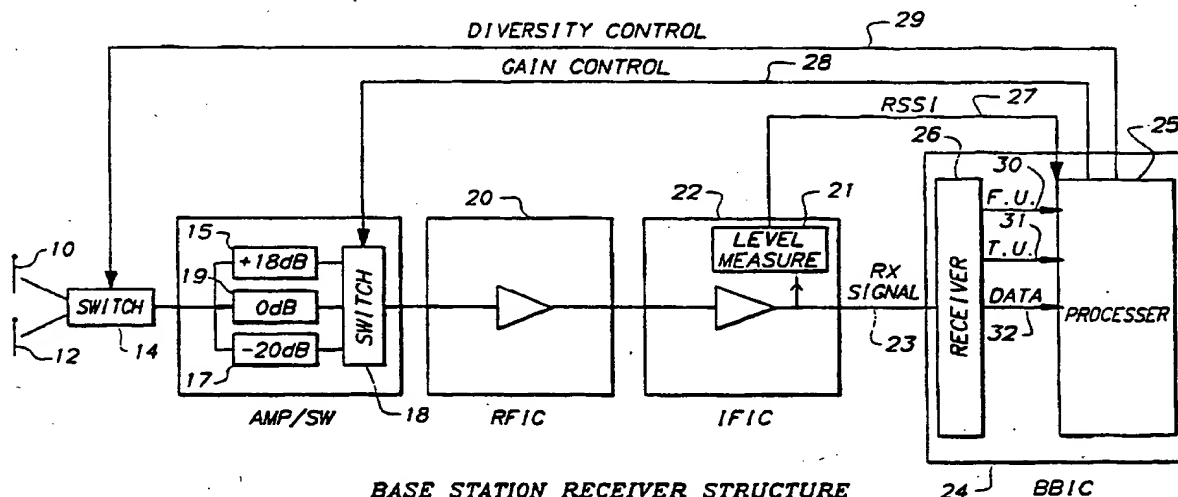 DIVERSITY CONTROL
29
GAIN CONTROL
28
RSSI
27
25
26
30
F.U.
31
T.U.
DATA
32
RECEIVER
PROCESSER
20
22
21
LEVEL
MEASURE
RX
SIGNAL
23
10
12
SWITCH
14
15
+18dB
19
0dB
-20dB
17
SWITCH
18
AMP/SW
RFIC
IFIC
24
BBIC
BASE STATION RECEIVER STRUCTURE